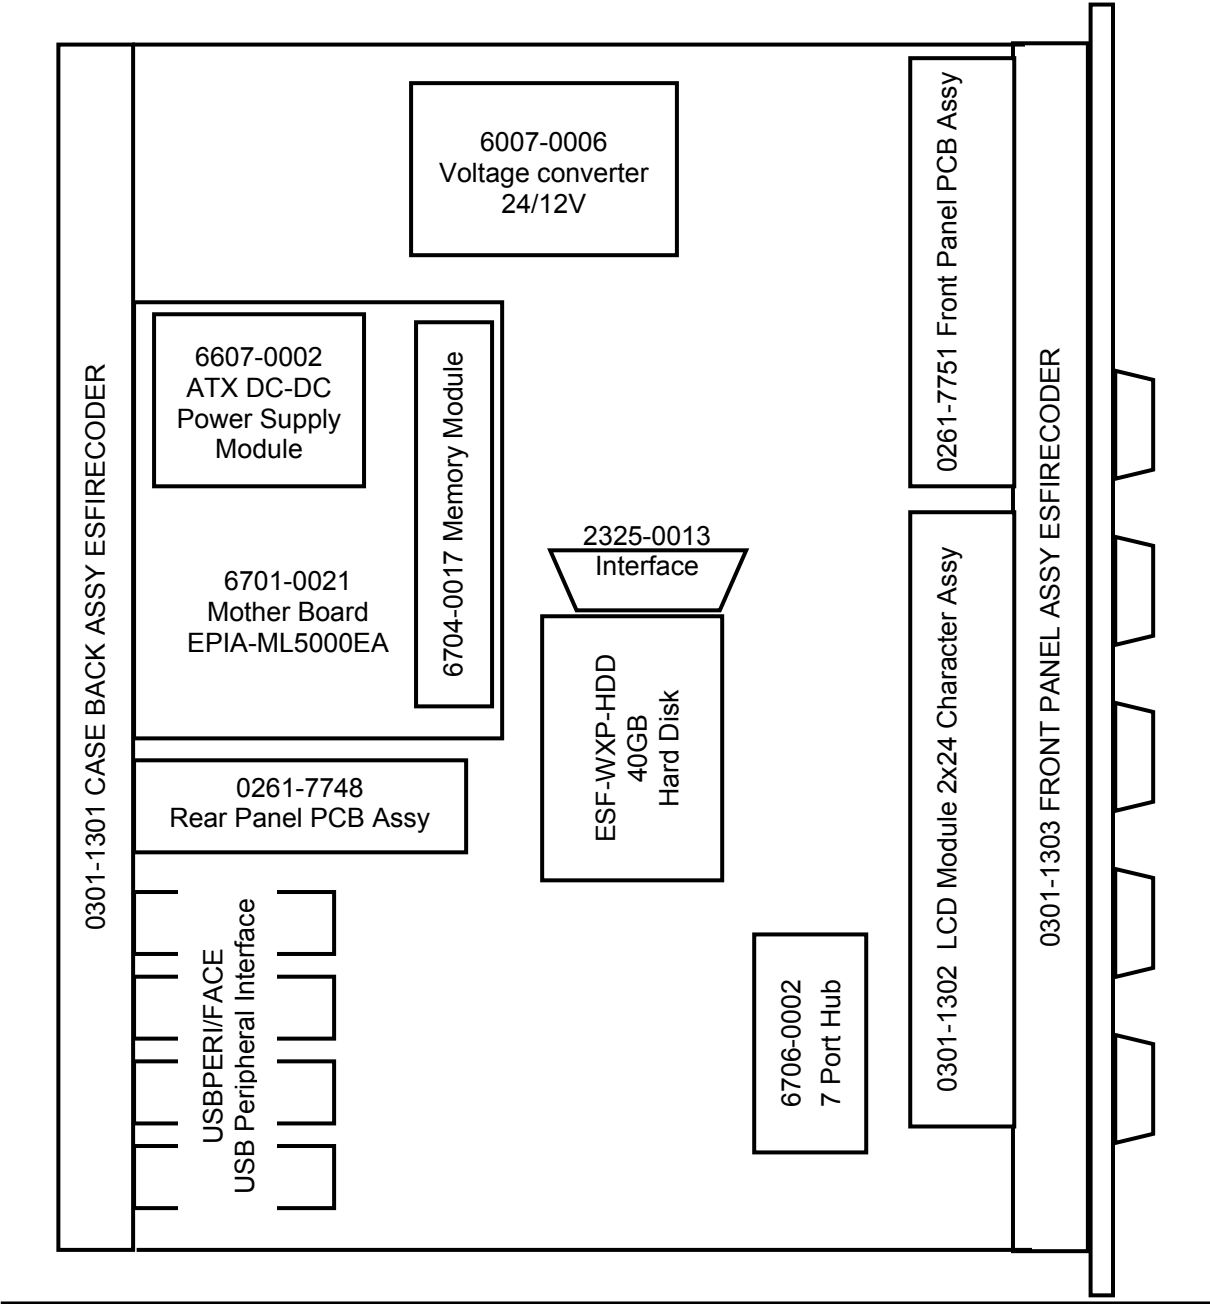 6007-0006
Voltage converter
24/12V
0261-7751 Front Panel PCB Assy
6607-0002
ATX DC-DC
Power Supply
Module
6704-0017 Memory Module
6701-0021
Mother Board
EPIA-ML5000EA
0301-1301 CASE BACK ASSY ESFIRECODER
2325-0013
Interface
ESF-WXP-HDD
40GB
Hard Disk
0301-1302 LCD Module 2x24 Character Assy
0301-1303 FRONT PANEL ASSY ESFIRECODER
0261-7748
Rear Panel PCB Assy
USBPERI/FACE
USB Peripheral Interface
6706-0002
7 Port Hub